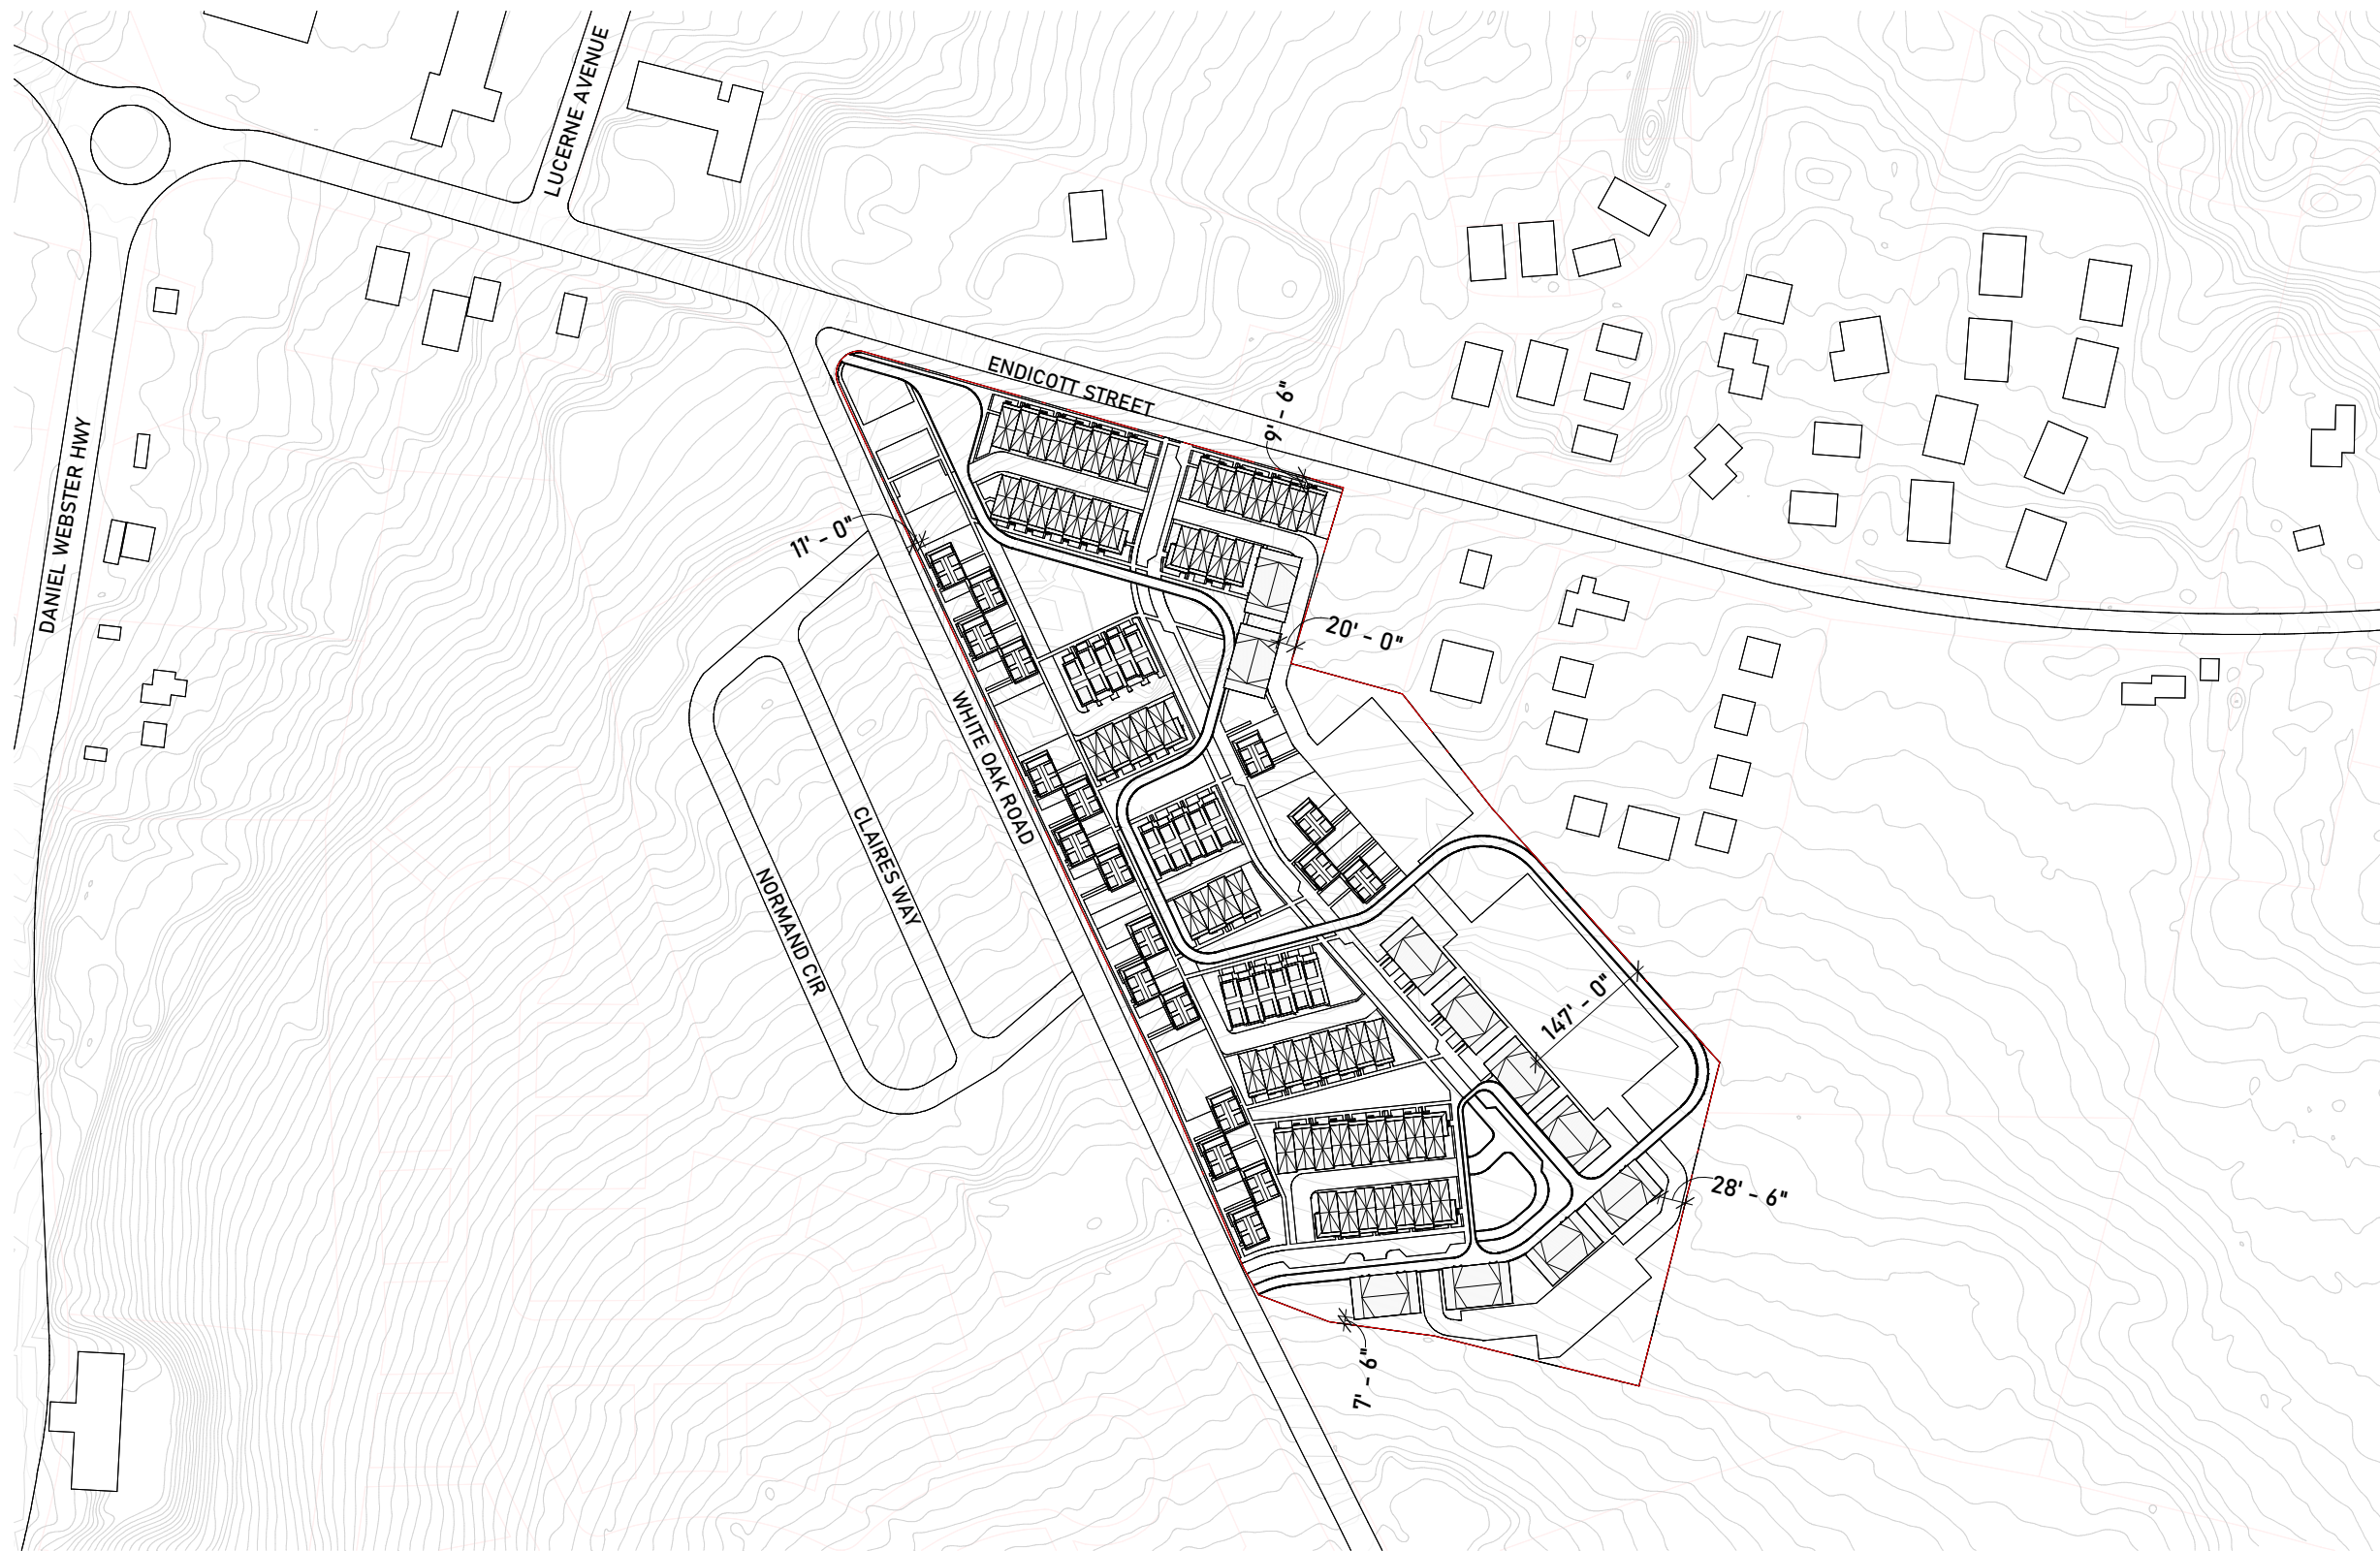 LUCERNE AVENUE
ENDICOTT STREET
9' - 6"
DANIEL WEBSTER HWY
11' - 0"
20' - 0"
WHITE OAK ROAD
CLAIRES WAY
NORMAND CIR
147' - 0"
28' - 6"
7' - 6"